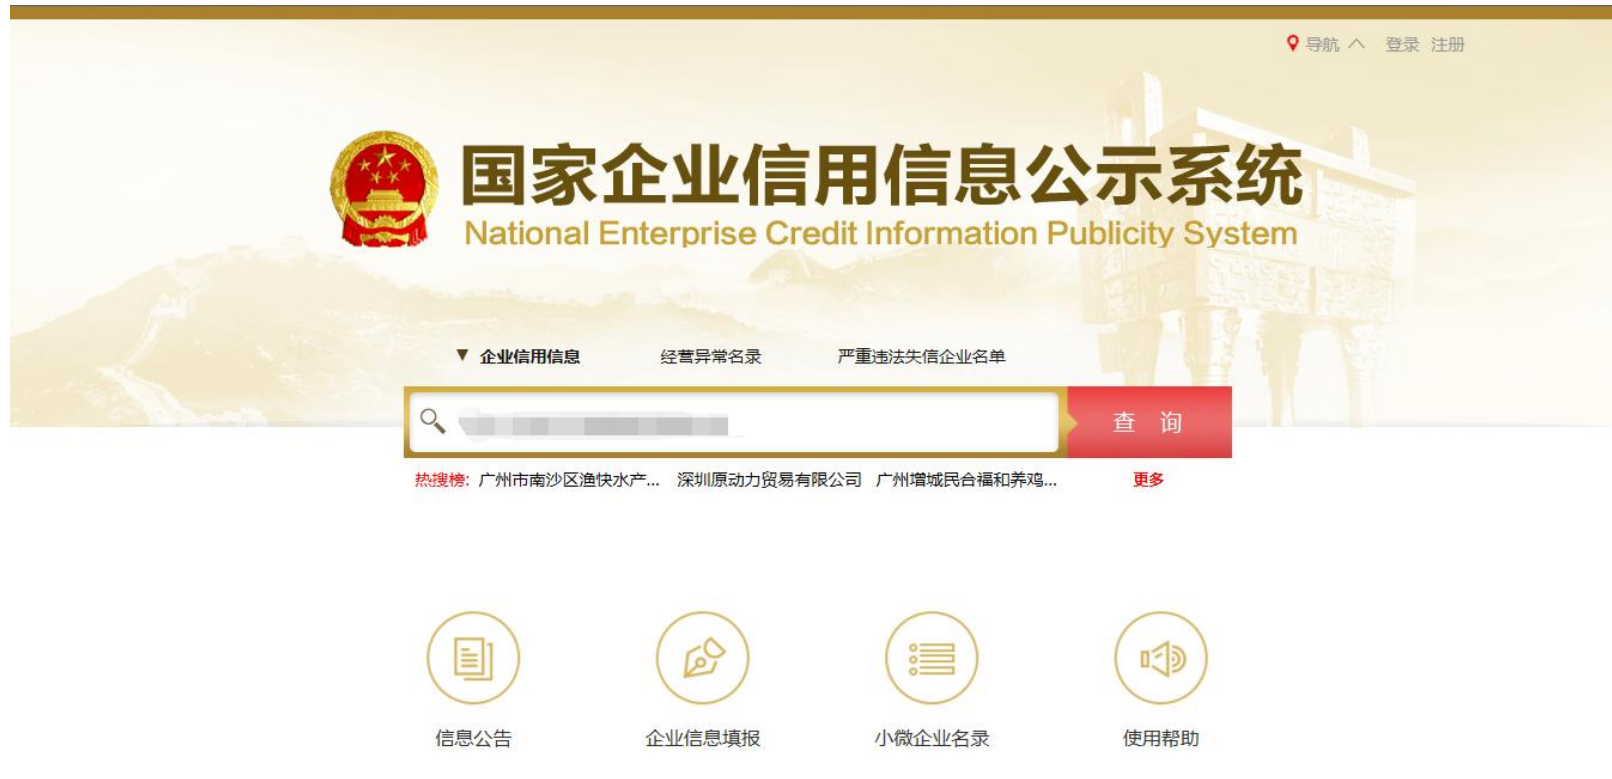 导航 登录 注册
国家企业信用信息公示系统
National Enterprise Credit Information Publicity System
企业信用信息 经营异常名录 严重违法失信企业名单
查 询
热搜榜: 广州市南沙区渔快水产... 深圳原动力贸易有限公司 广州增城民合福和养鸡... 更多
信息公告 企业信息填报 小微企业名录 使用帮助